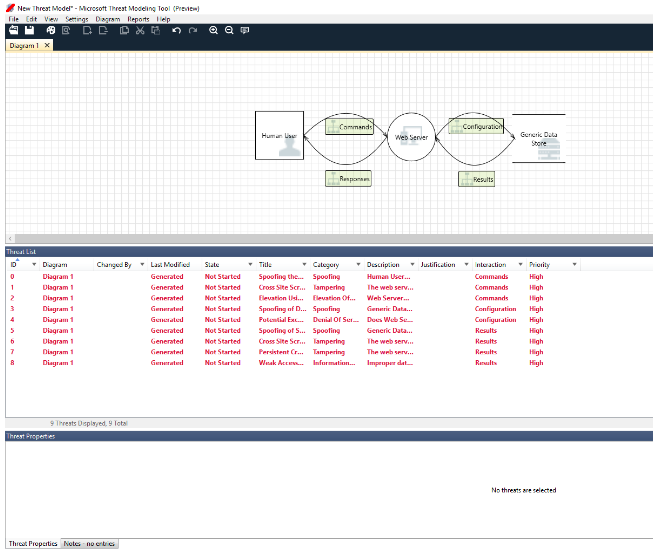 New Threat Model* - Microsoft Threat Modeling Tool (Preview)
File Edit View Settings Diagram Reports Help
Diagram 1 X
Human User
Commands
Web Server
Configuration
Generic Data
Store
Responses
Results
Threat List
ID Diagram Changed By Last Modified State Title Category Description Justification Interaction Priority
0 Diagram 1 Generated Not Started Spoofing the... Spoofing Human User... Commands High
1 Diagram 1 Generated Not Started Cross Site Scr... Tampering The web serv... Commands High
2 Diagram 1 Generated Not Started Elevation Usi... Elevation Of... Web Server... Commands High
3 Diagram 1 Generated Not Started Spoofing of D... Spoofing Generic Data... Configuration High
4 Diagram 1 Generated Not Started Potential Exc... Denial Of Ser... Does Web Se... Configuration High
5 Diagram 1 Generated Not Started Spoofing of S... Spoofing Generic Data... Results High
6 Diagram 1 Generated Not Started Cross Site Scr... Tampering The web serv... Results High
7 Diagram 1 Generated Not Started Persistent Cr... Tampering The web serv... Results High
8 Diagram 1 Generated Not Started Weak Access... Information... Improper dat... Results High
9 Threats Displayed, 9 Total
Threat Properties
No threats are selected
Threat Properties Notes - no entries